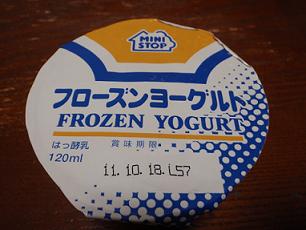 MINI
STOP
フローズンヨーグルト
FROZEN YOGURT
はっ酵乳
120ml
賞味期限
11.10.18.L57